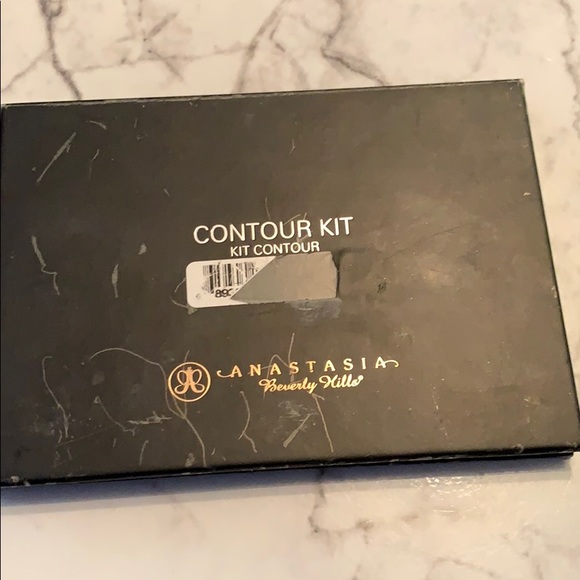 CONTOUR KIT
KIT CONTOUR
ANASTASIA
Beverly Hills®